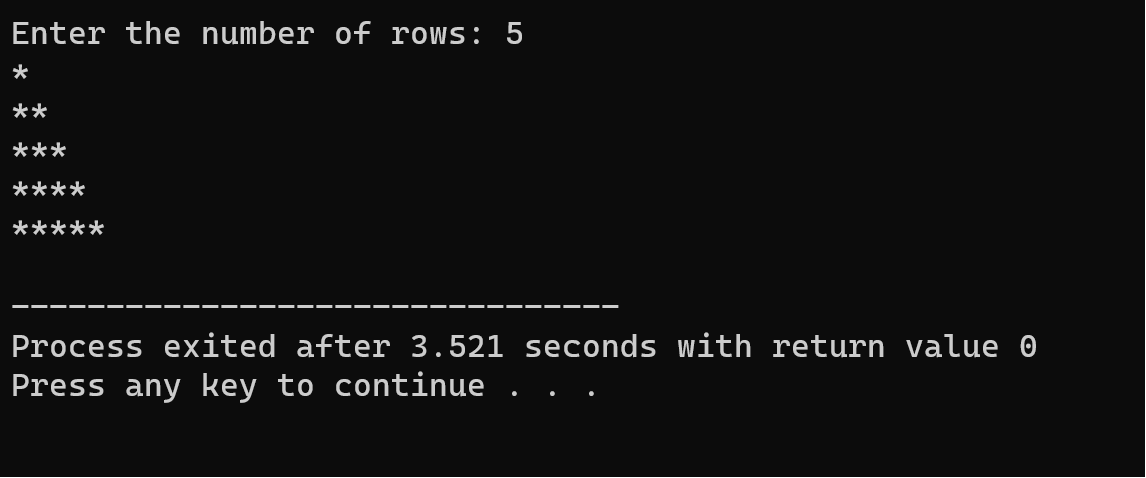 Enter the number of rows: 5
*
**
***
****
*****
--------------------------------
Process exited after 3.521 seconds with return value 0
Press any key to continue . . .